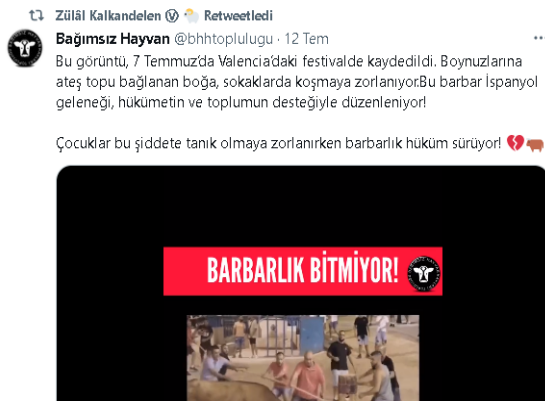 Zülâl Kalkandelen Ⓥ 🐑 Retweetledi
Bağımsız Hayvan @bhhtoplulugu · 12 Tem
Bu görüntü, 7 Temmuz'da Valencia'daki festivalde kaydedildi. Boynuzlarına
ateş topu bağlanan boğa, sokaklarda koşmaya zorlanıyor.Bu barbar İspanyol
geleneği, hükümetin ve toplumun desteğiyle düzenleniyor!
Çocuklar bu şiddete tanık olmaya zorlanırken barbarlık hüküm sürüyor! 💔🐂
BARBARLIK BİTMİYOR!